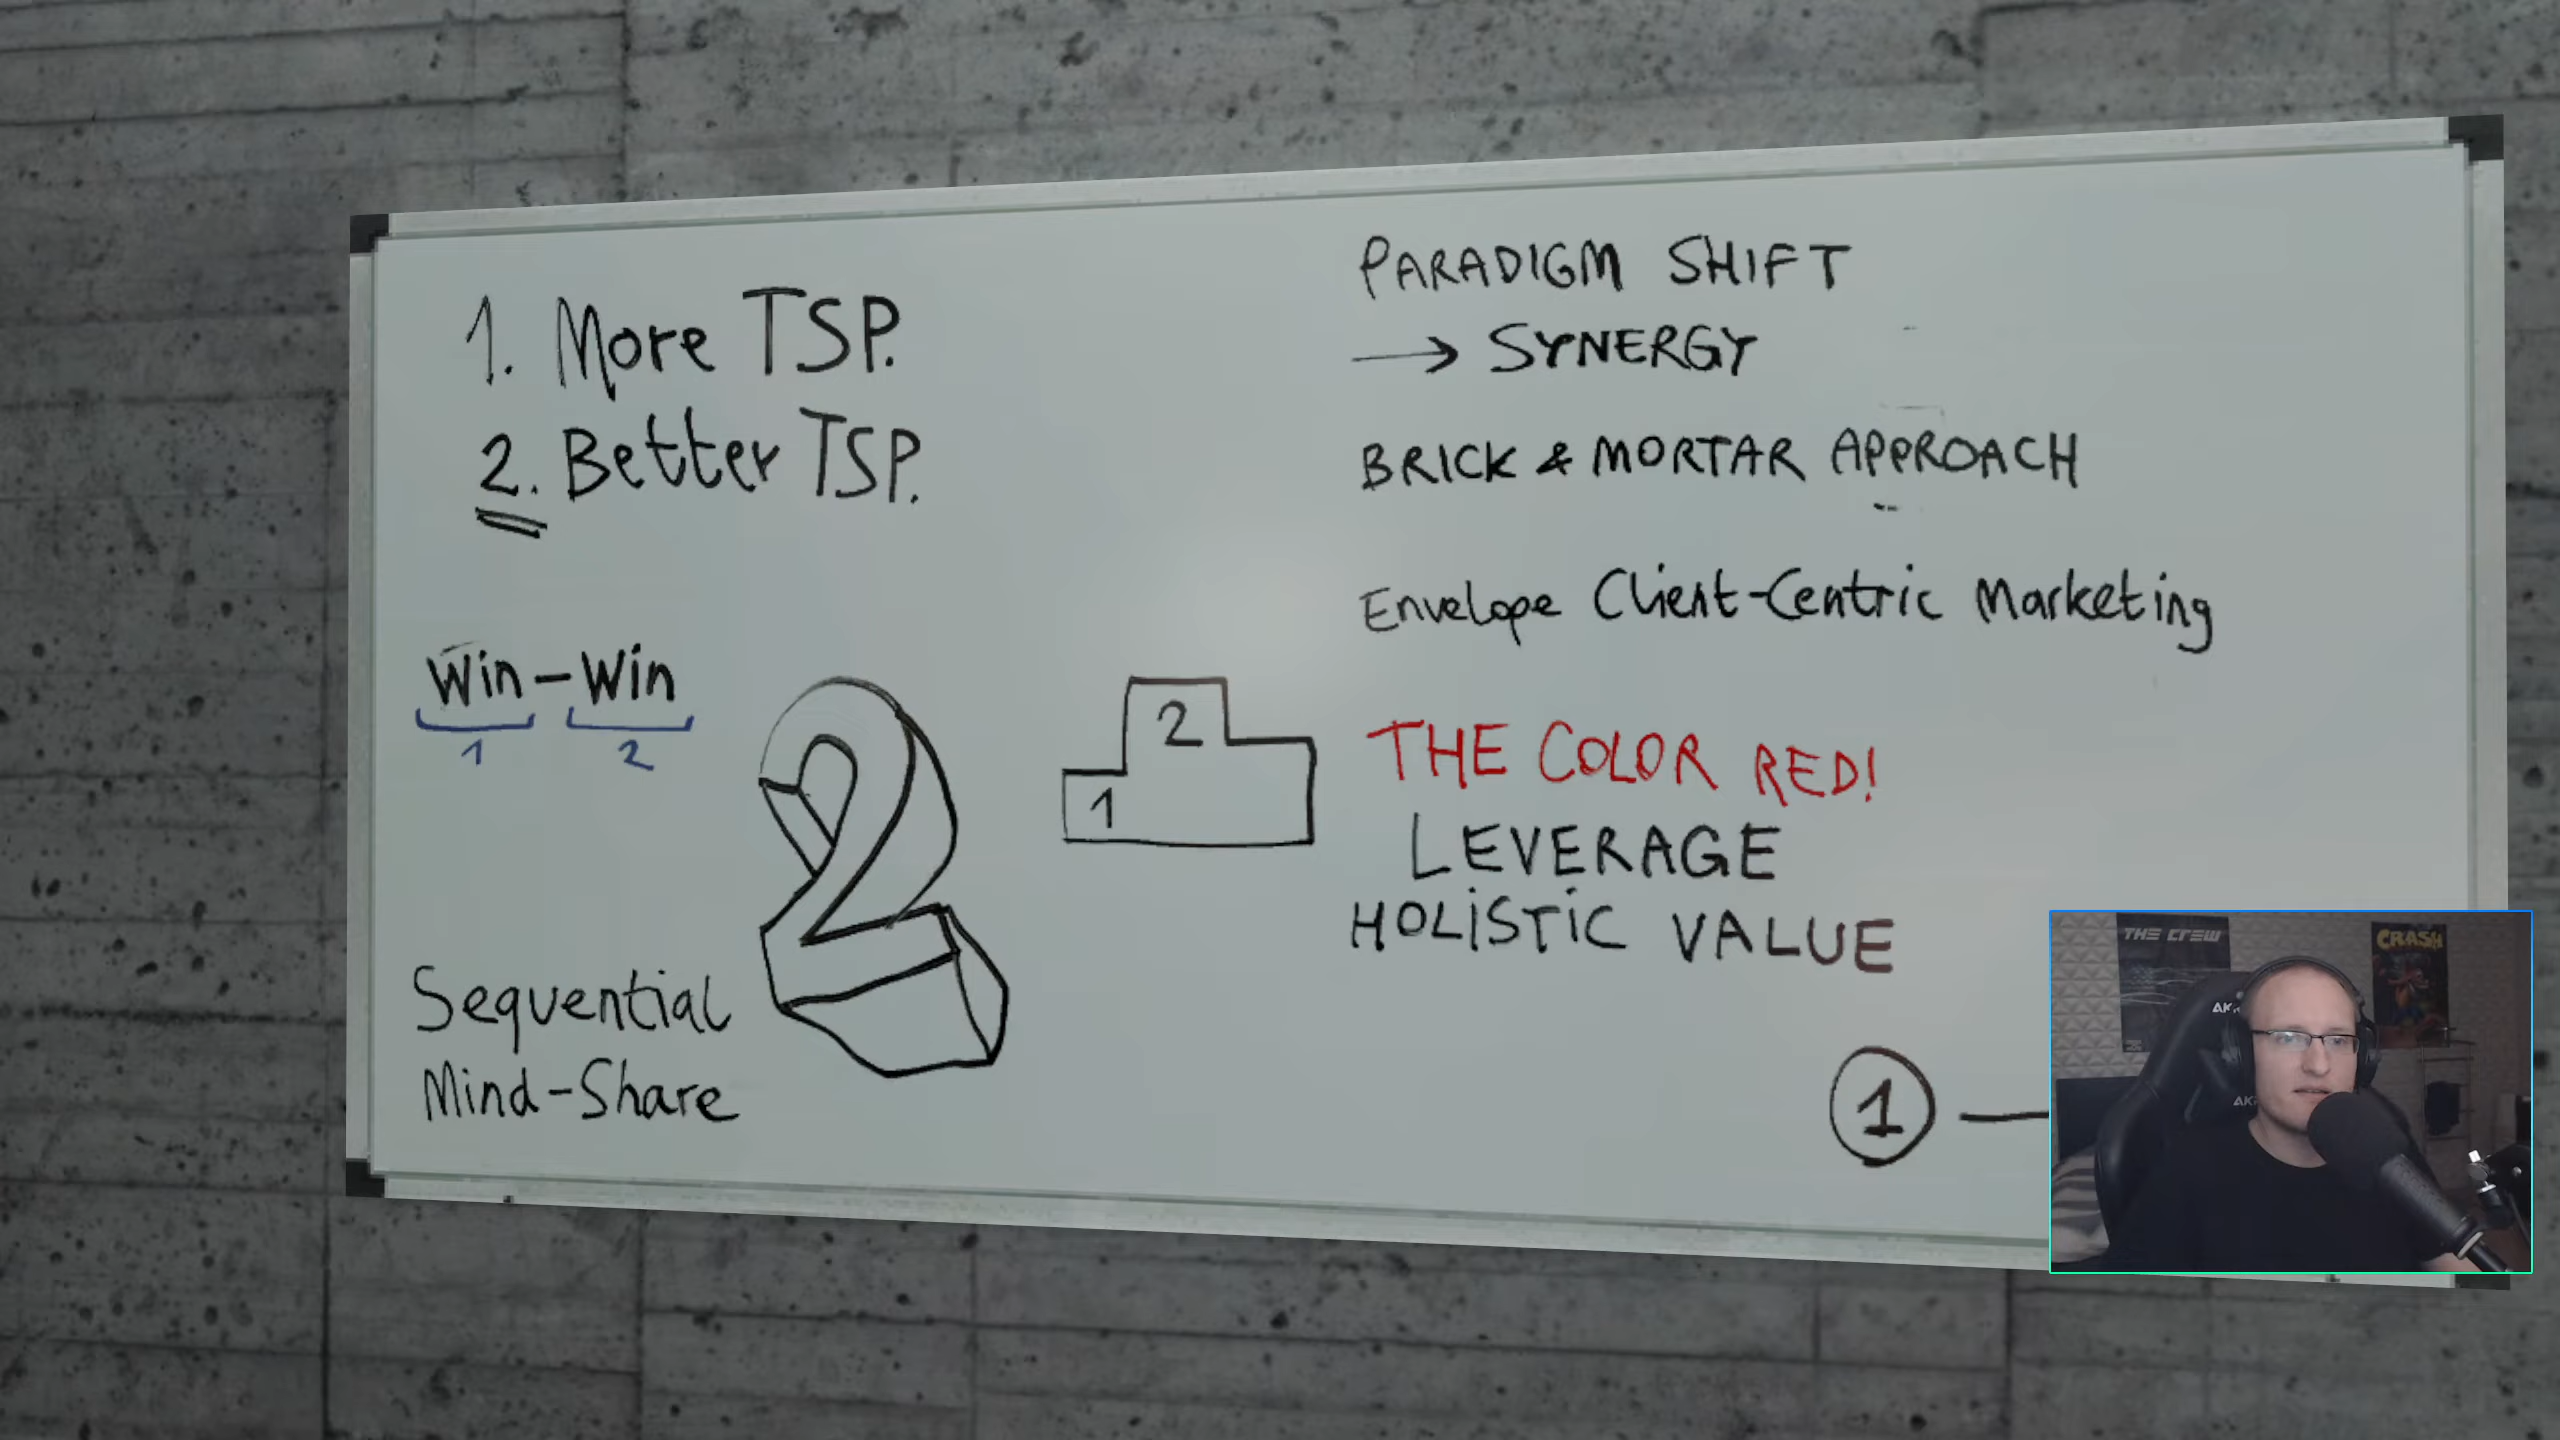 1. More TSP.
2. Better TSP.
Win-Win
1 2
2
Sequential
Mind-Share
2
1
PARADIGM SHIFT
→ SYNERGY
BRICK & MORTAR APPROACH
Envelope Client-Centric Marketing
THE COLOR RED!
LEVERAGE
HOLISTIC VALUE
1
THE CREW
CRASH